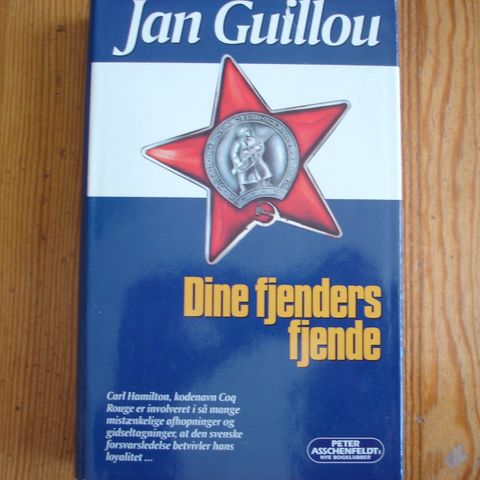 Jan Guillou
Dine fjenders
fjende
Carl Hamilton, kodenavn Coq
Rouge er involveret i så mange
mistænkelige afhopninger og
gidseltagninger, at den svenske
forsvarsledelse betvivler hans
loyalitet ...
PETER
ASSCHENFELDTs
NYE BOGKLUBBER